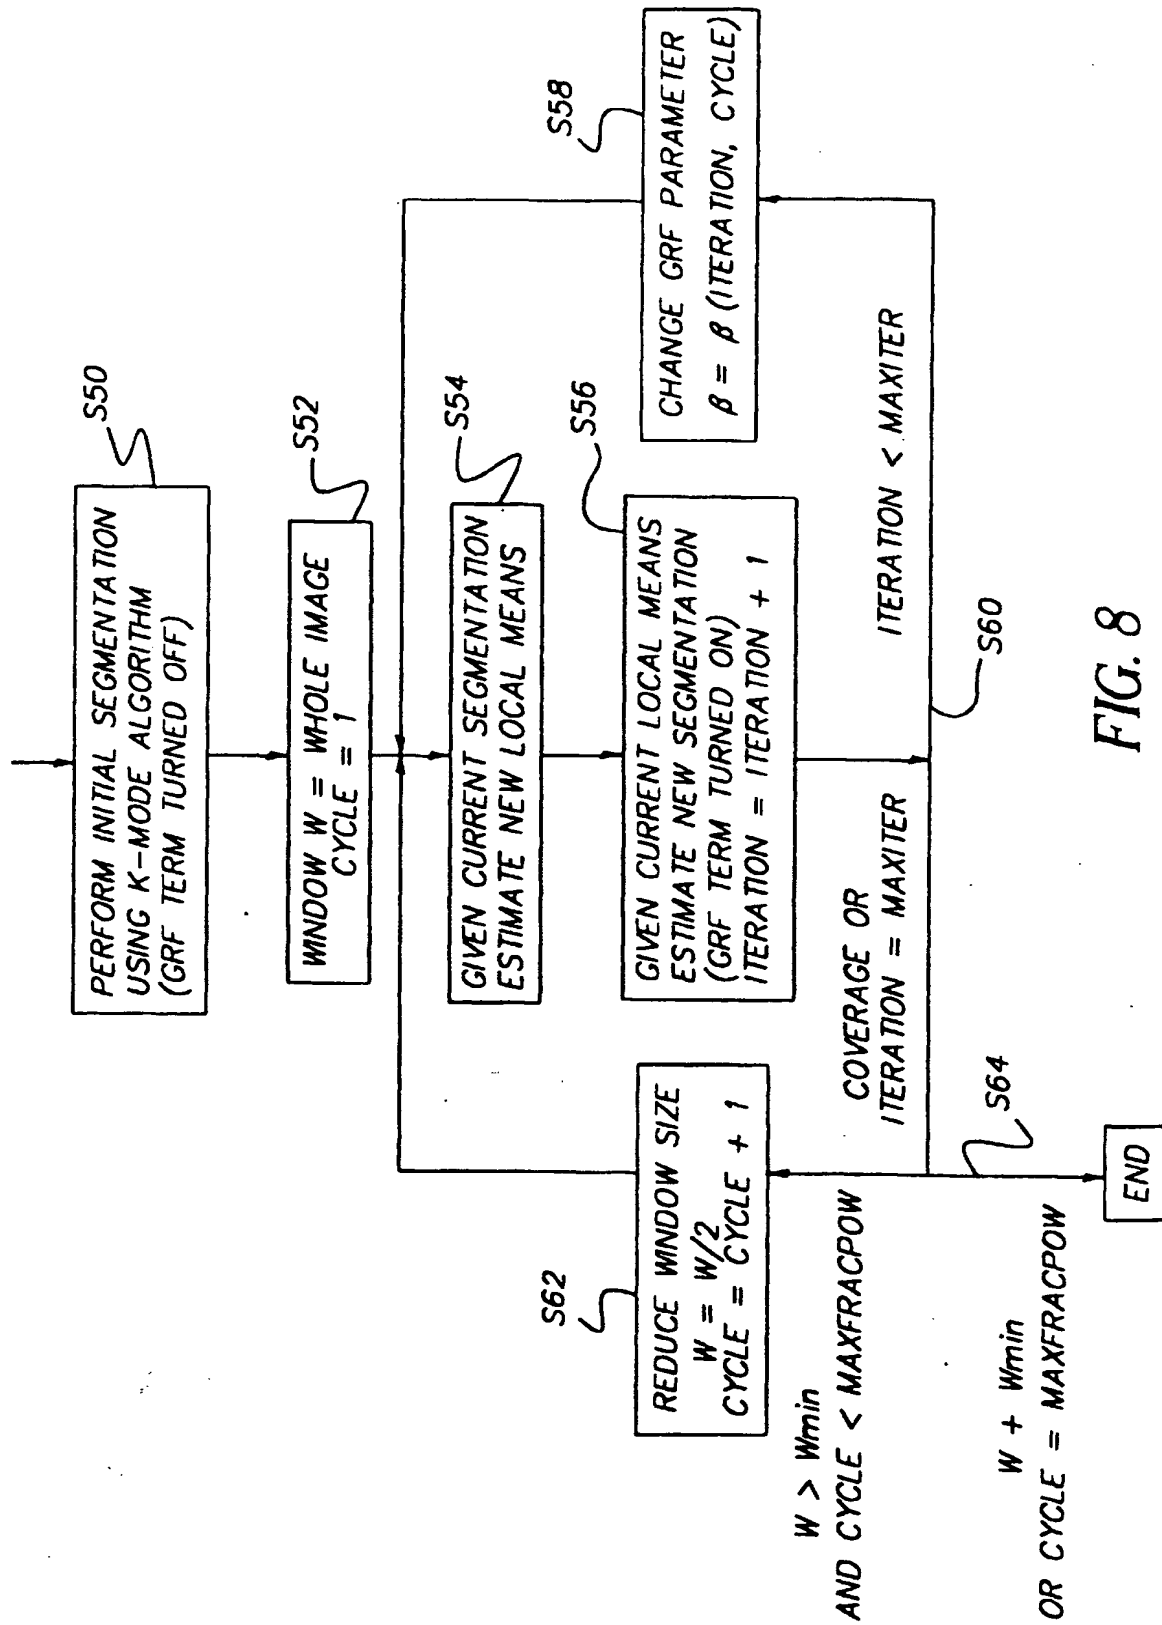 PERFORM INITIAL SEGMENTATION
USING K-MODE ALGORITHM
(GRF TERM TURNED OFF)
S50
WINDOW W = WHOLE IMAGE
CYCLE = 1
S52
GIVEN CURRENT SEGMENTATION
ESTIMATE NEW LOCAL MEANS
S54
GIVEN CURRENT LOCAL MEANS
ESTIMATE NEW SEGMENTATION
(GRF TERM TURNED ON)
ITERATION = ITERATION + 1
S56
CHANGE GRF PARAMETER
β = β (ITERATION, CYCLE)
S58
REDUCE WINDOW SIZE
W = W/2
CYCLE = CYCLE + 1
S62
COVERAGE OR
ITERATION = MAXITER
ITERATION < MAXITER
S60
W > Wmin
AND CYCLE < MAXFRACPOW
S64
W + Wmin
OR CYCLE = MAXFRACPOW
END
FIG. 8